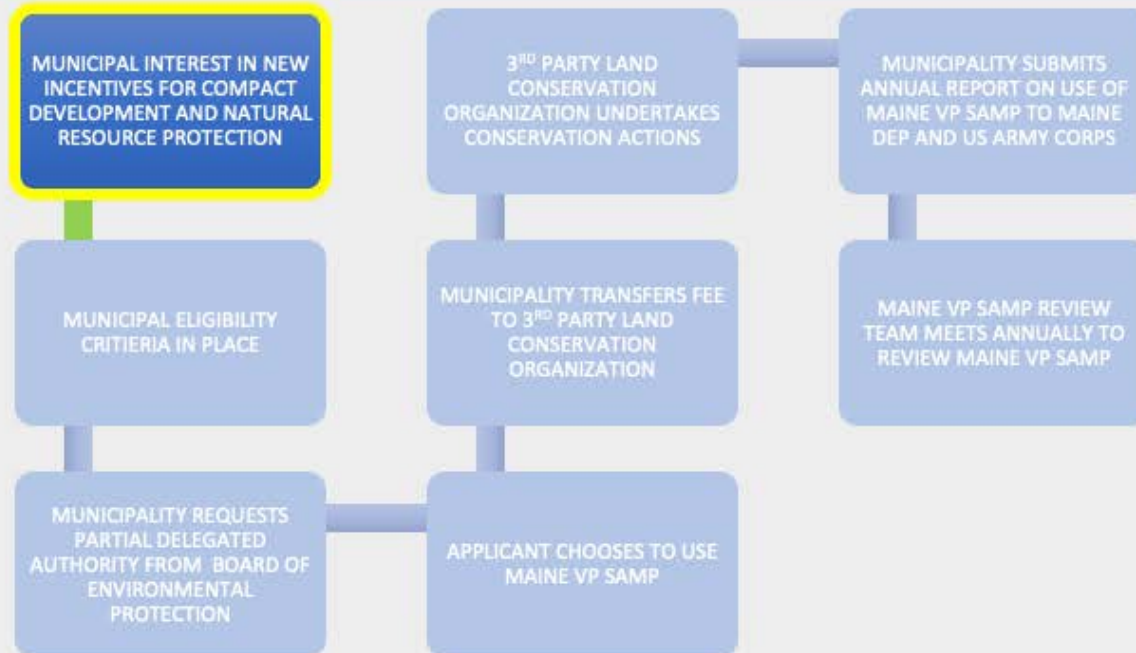 MUNICIPAL INTEREST IN NEW
INCENTIVES FOR COMPACT
DEVELOPMENT AND NATURAL
RESOURCE PROTECTION
MUNICIPAL ELIGIBILITY
CRITIERIA IN PLACE
MUNICIPALITY REQUESTS
PARTIAL DELEGATED
AUTHORITY FROM BOARD OF
ENVIRONMENTAL
PROTECTION
APPLICANT CHOOSES TO USE
MAINE VP SAMP
MUNICIPALITY TRANSFERS FEE
TO 3RD PARTY LAND
CONSERVATION
ORGANIZATION
3RD PARTY LAND
CONSERVATION
ORGANIZATION UNDERTAKES
CONSERVATION ACTIONS
MUNICIPALITY SUBMITS
ANNUAL REPORT ON USE OF
MAINE VP SAMP TO MAINE
DEP AND US ARMY CORPS
MAINE VP SAMP REVIEW
TEAM MEETS ANNUALLY TO
REVIEW MAINE VP SAMP